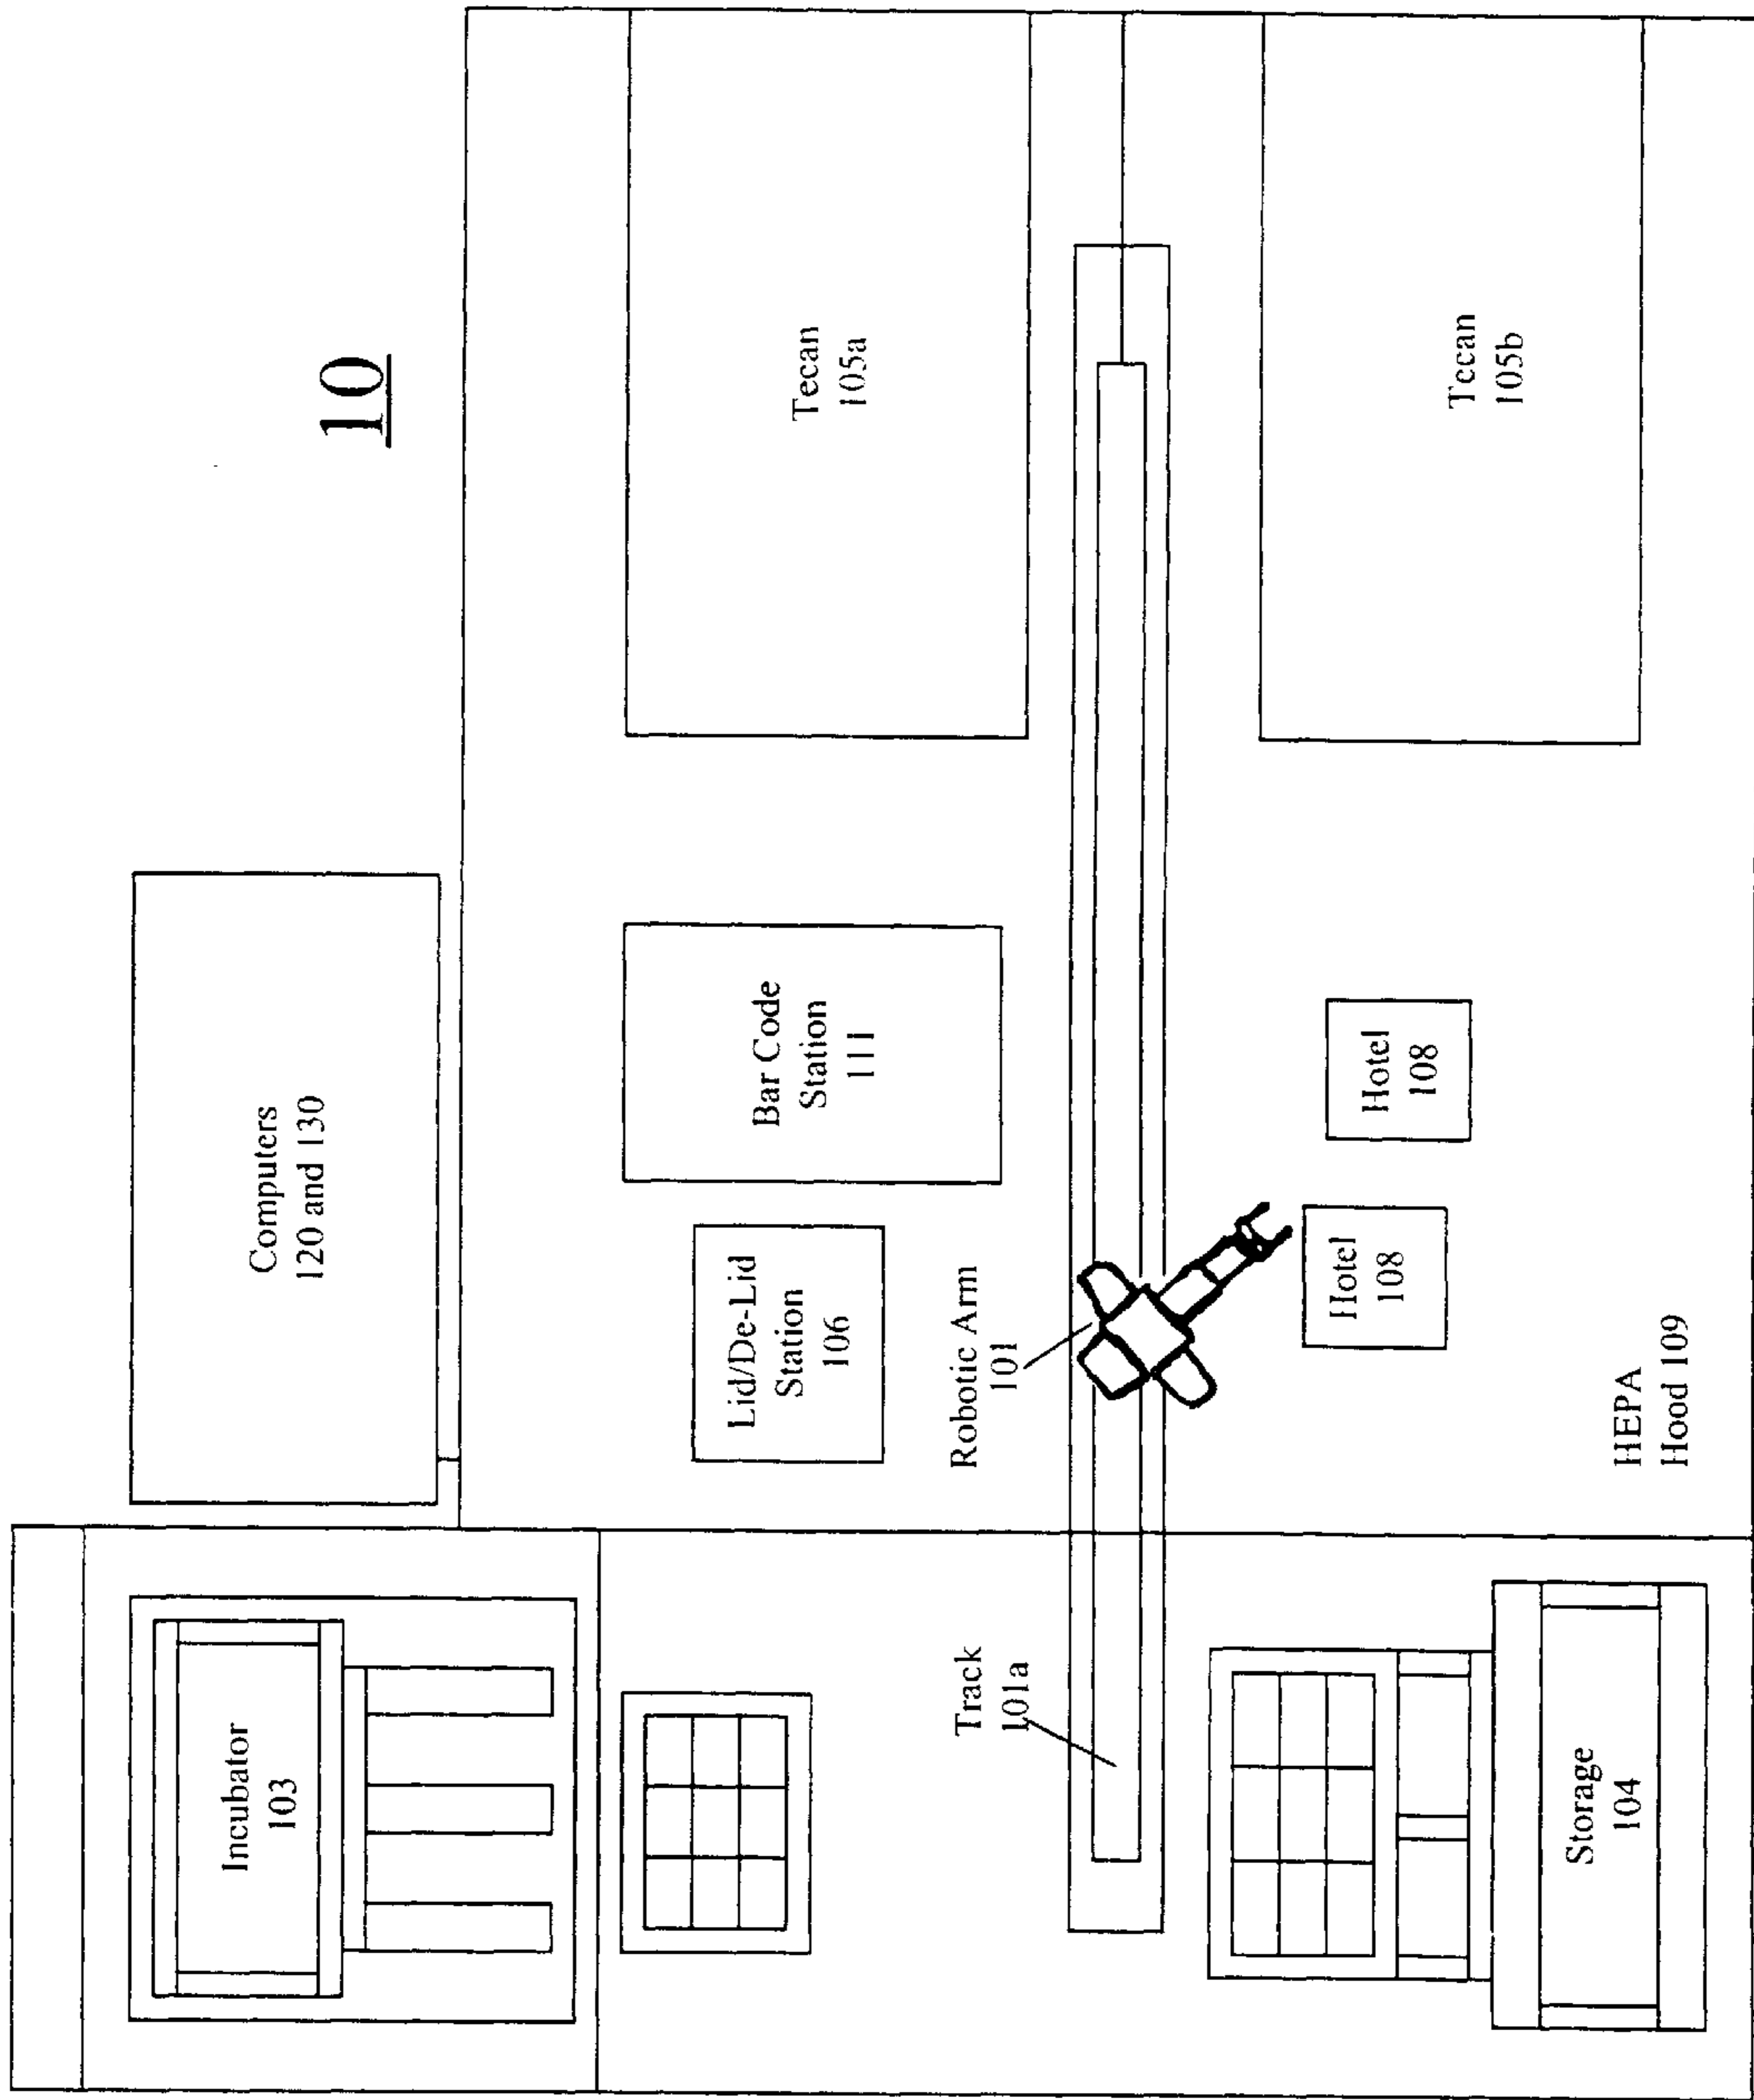 10
Computers
120 and 130
Incubator
103
Lid/De-Lid
Station
106
Bar Code
Station
111
Tecan
105a
Robotic Arm
101
Track
101a
Hotel
108
Hotel
108
Tecan
105b
Storage
104
HEPA
Hood 109